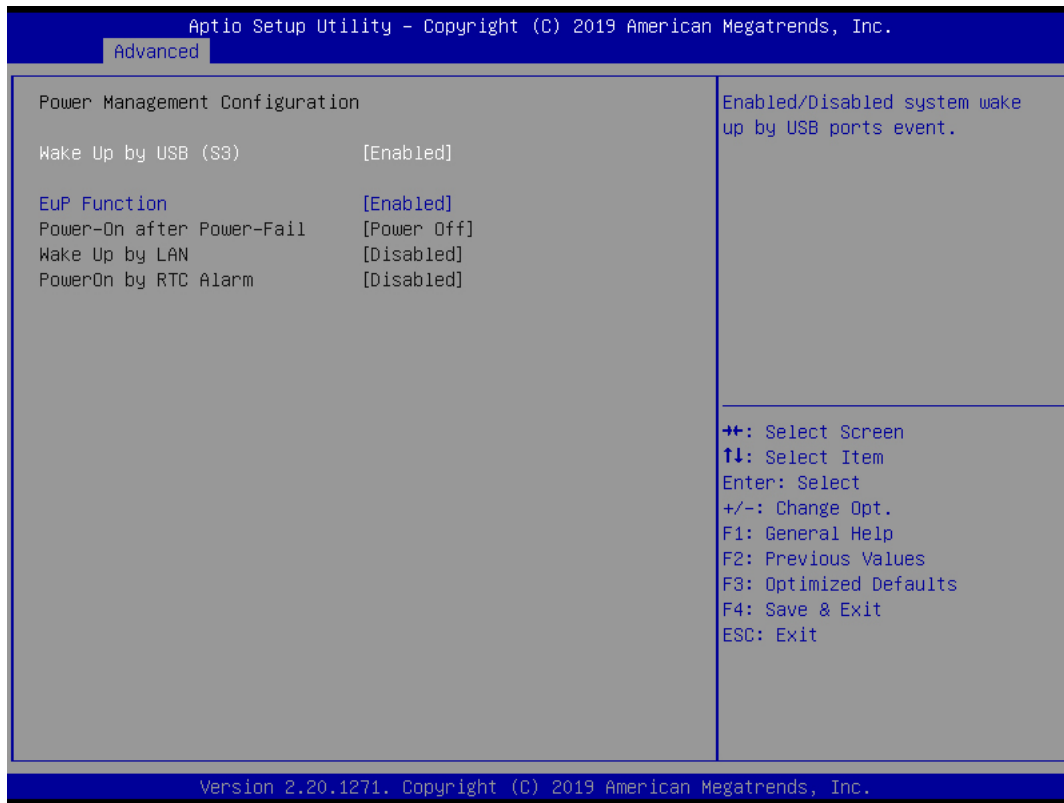 Aptio Setup Utility – Copyright (C) 2019 American Megatrends, Inc.
Advanced
Power Management Configuration
Wake Up by USB (S3) [Enabled]
EuP Function [Enabled]
Power-On after Power-Fail [Power Off]
Wake Up by LAN [Disabled]
PowerOn by RTC Alarm [Disabled]
Enabled/Disabled system wake
up by USB ports event.
→←: Select Screen
↑↓: Select Item
Enter: Select
+/-: Change Opt.
F1: General Help
F2: Previous Values
F3: Optimized Defaults
F4: Save & Exit
ESC: Exit
Version 2.20.1271. Copyright (C) 2019 American Megatrends, Inc.